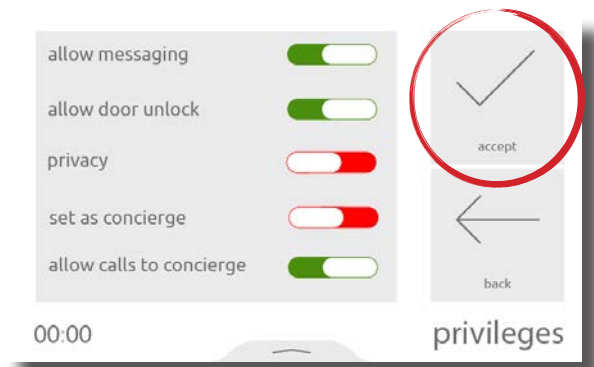 allow messaging
allow door unlock
privacy
set as concierge
allow calls to concierge
accept
back
00:00
privileges